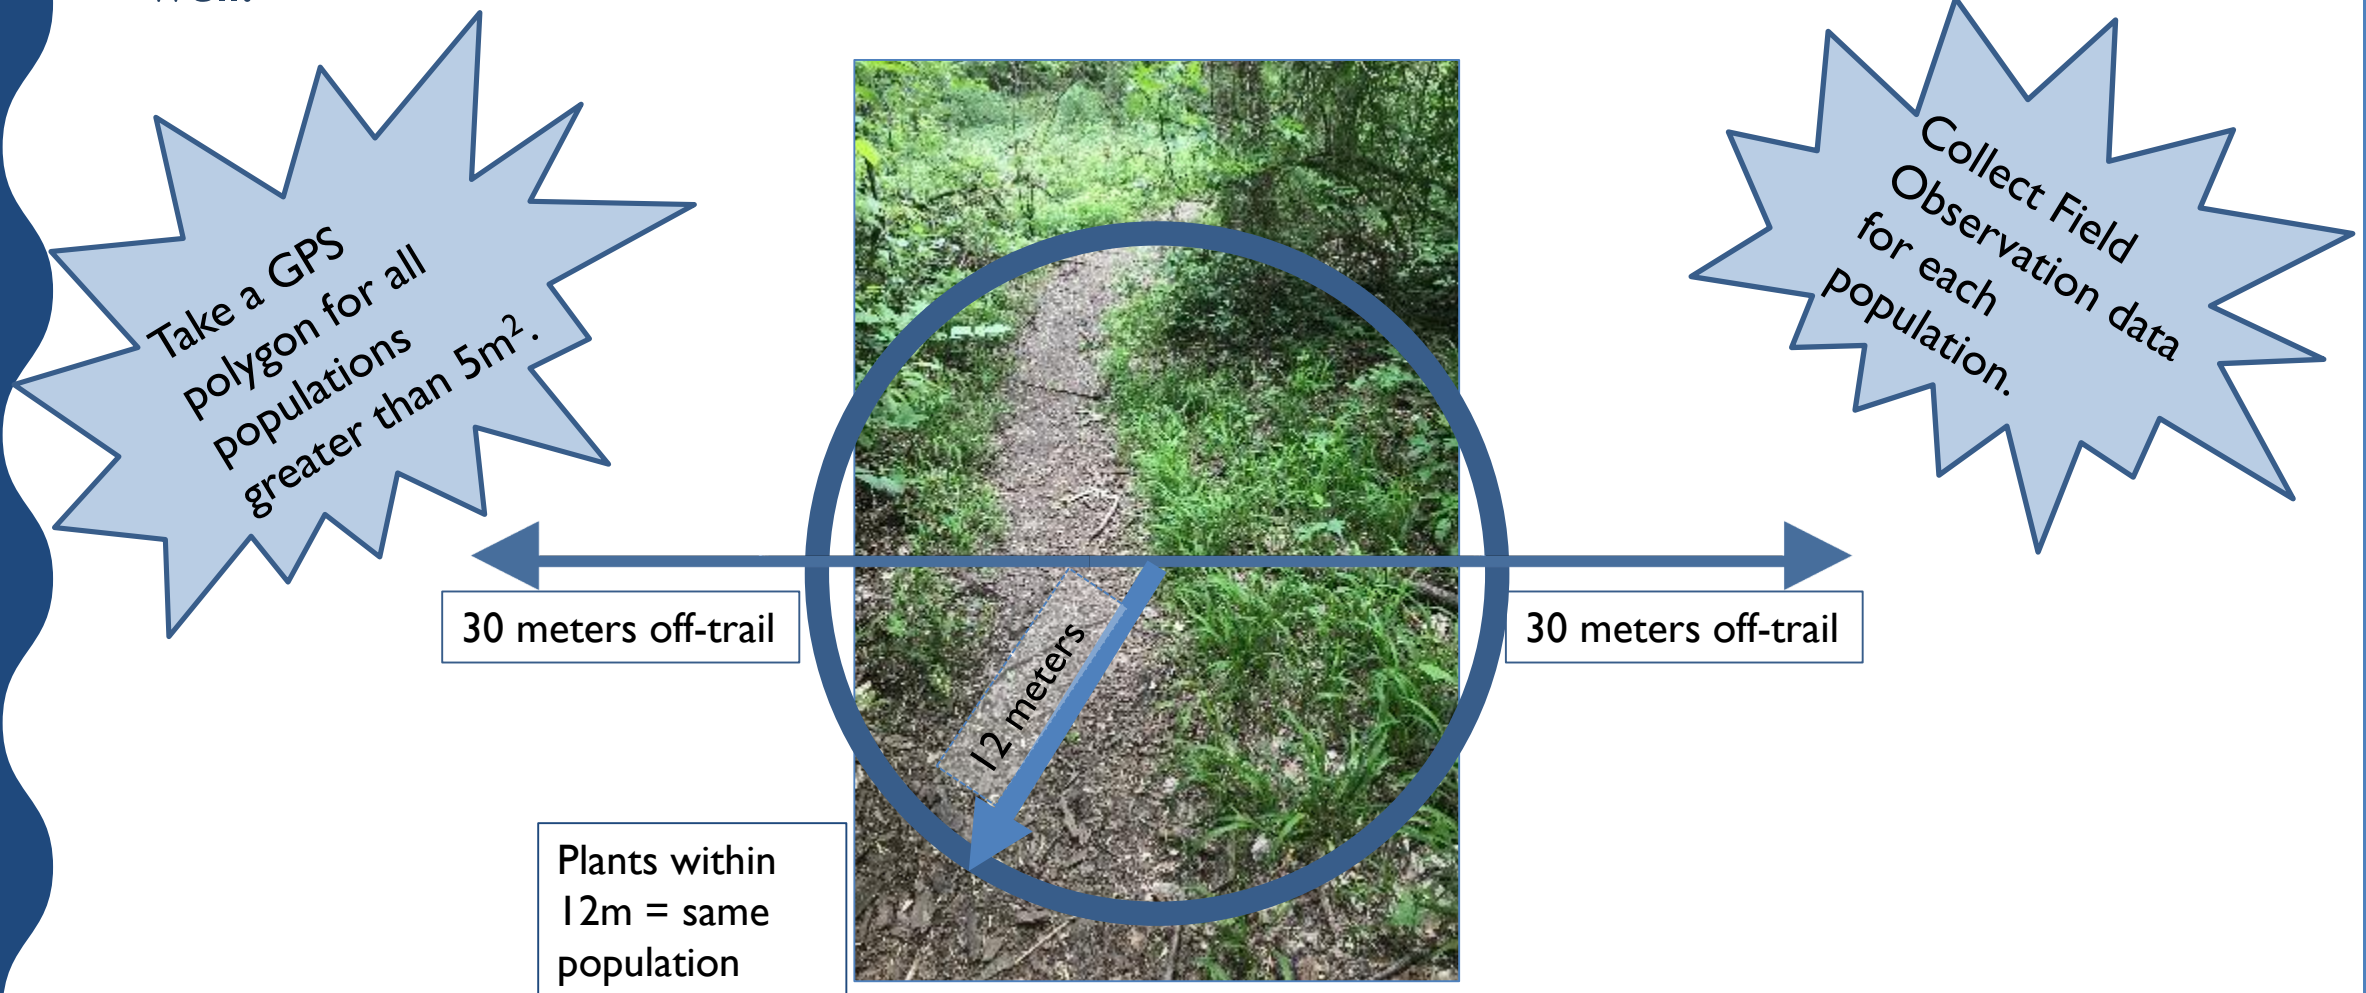 Take a GPS
polygon for all
populations
greater than 5m².
Collect Field
Observation data
for each
population.
30 meters off-trail
30 meters off-trail
12 meters
Plants within
12m = same
population